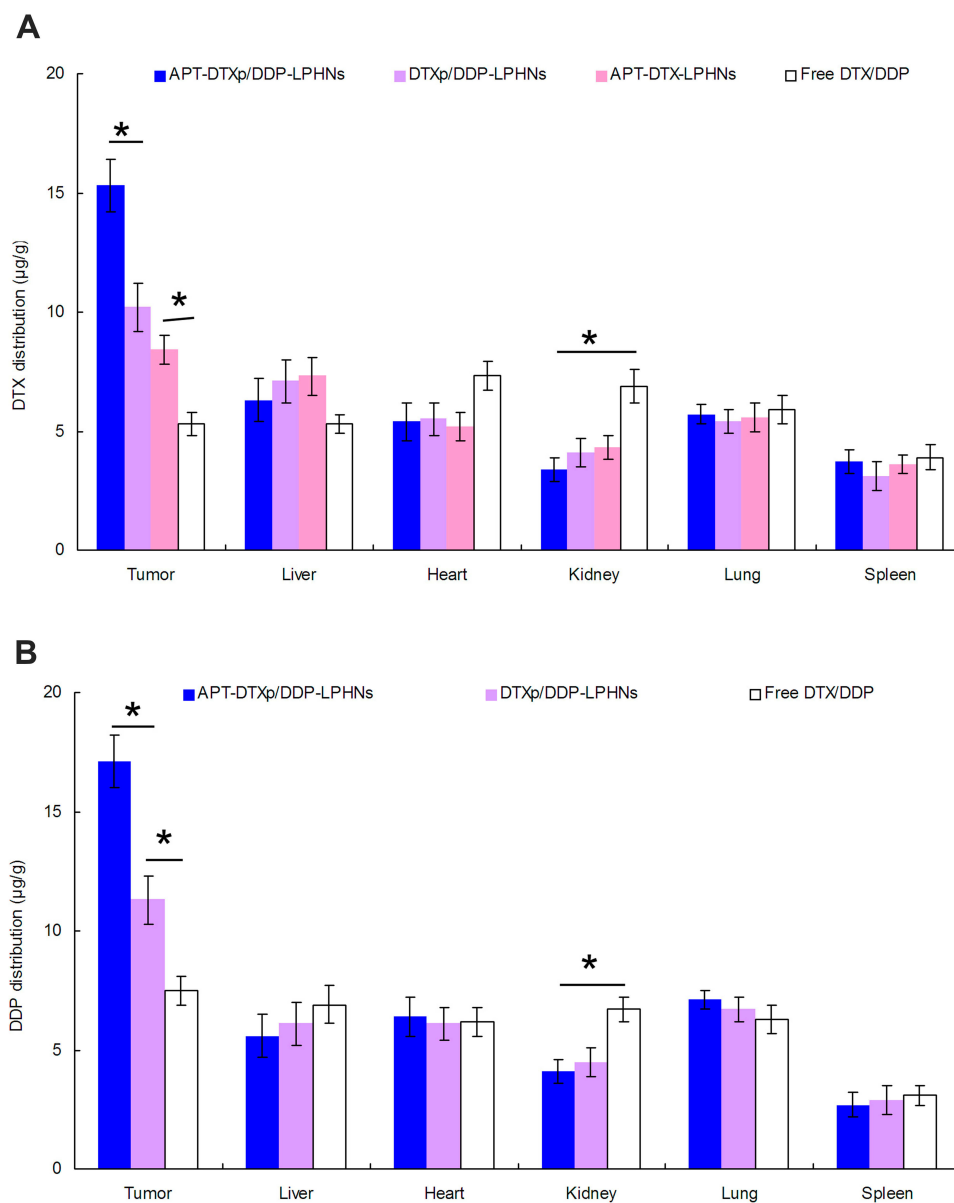 A
APT-DTXp/DDP-LPHNs DTXp/DDP-LPHNs APT-DTX-LPHNs Free DTX/DDP
20
15
10
5
0
DTX distribution (µg/g)
* * *
Tumor Liver Heart Kidney Lung Spleen
B
APT-DTXp/DDP-LPHNs DTXp/DDP-LPHNs Free DTX/DDP
20
15
10
5
0
DDP distribution (µg/g)
* * *
Tumor Liver Heart Kidney Lung Spleen